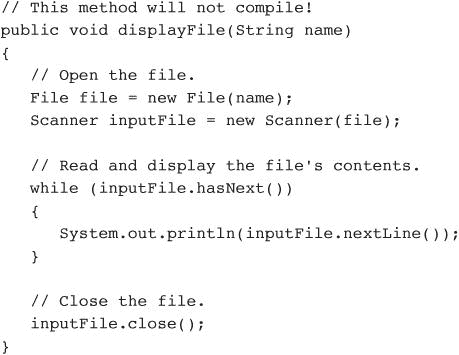 // This method will not compile!
public void displayFile(String name)
{
   // Open the file.
   File file = new File(name);
   Scanner inputFile = new Scanner(file);

   // Read and display the file's contents.
   while (inputFile.hasNext())
   {
      System.out.println(inputFile.nextLine());
   }

   // Close the file.
   inputFile.close();
}